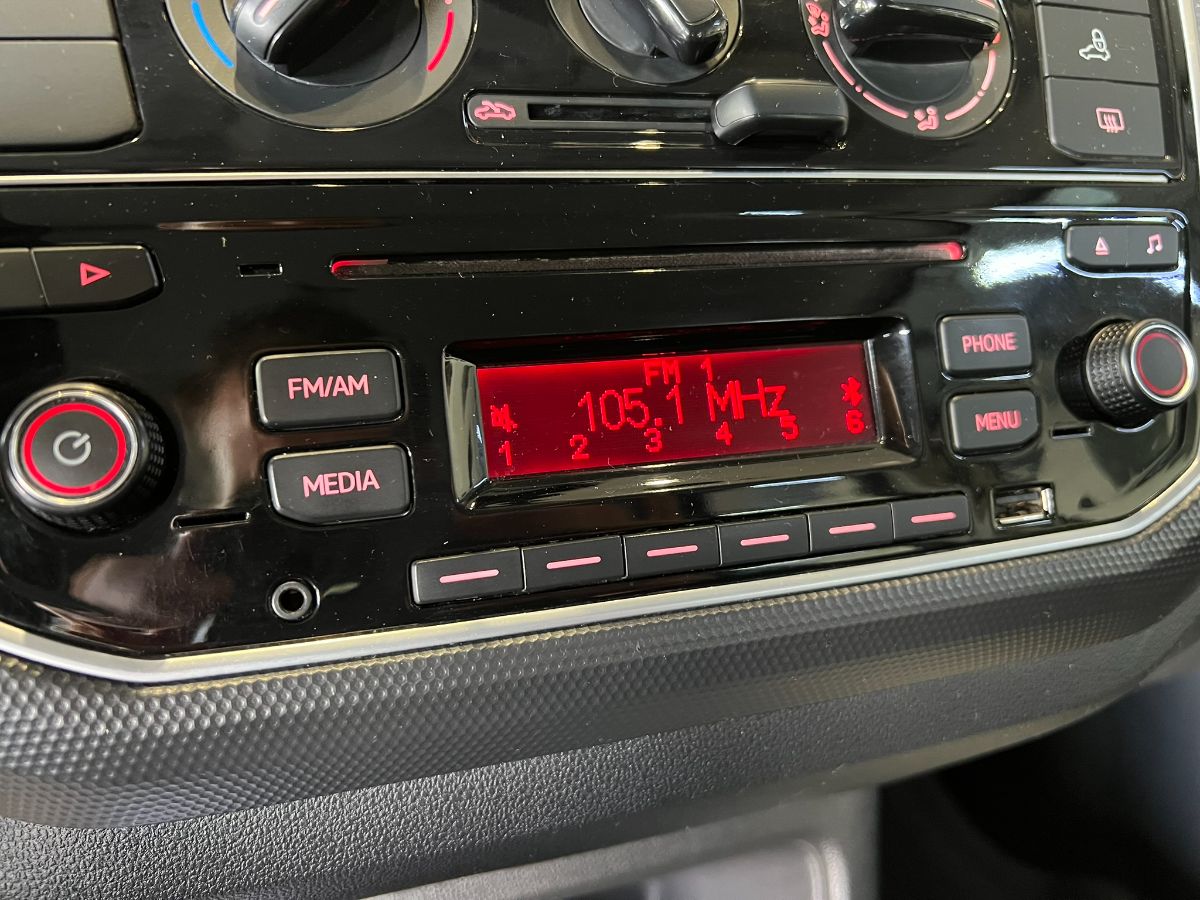 FM/AM
MEDIA
FM 1
105.1 MHz
1 2 3 4 5 6
PHONE
MENU